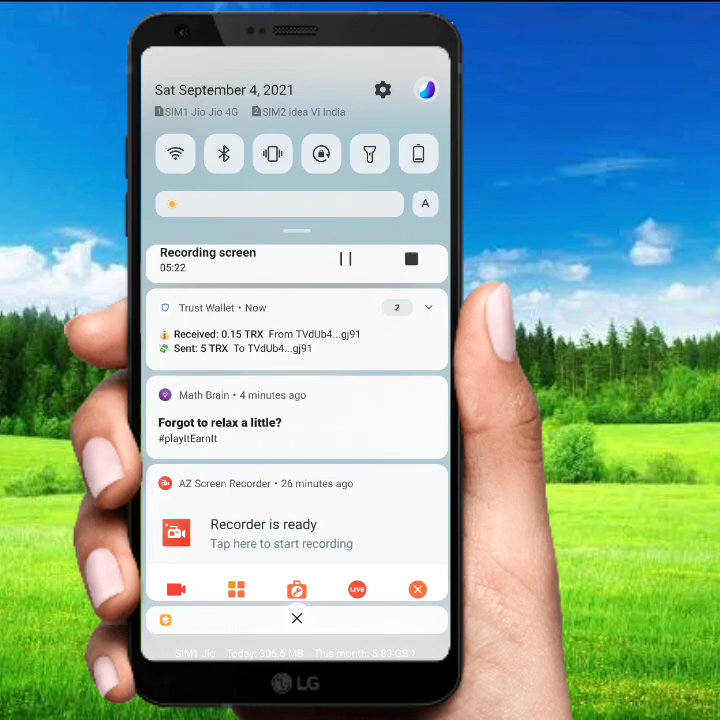 Sat September 4, 2021
1 SIM1 Jio Jio 4G 2 SIM2 idea Vi India
A
Recording screen
05:22
Trust Wallet • Now 2
Received: 0.15 TRX From TVdUb4...gj91
Sent: 5 TRX To TVdUb4...gj91
Math Brain • 4 minutes ago
Forgot to relax a little?
#playItEarnIt
AZ Screen Recorder • 26 minutes ago
Recorder is ready
Tap here to start recording
LIVE
SIM1 Jio Today: 306.6 MB This month: 5.83 GB
LG